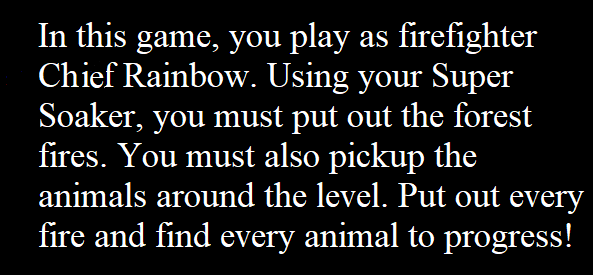 In this game, you play as firefighter
Chief Rainbow. Using your Super
Soaker, you must put out the forest
fires. You must also pickup the
animals around the level. Put out every
fire and find every animal to progress!